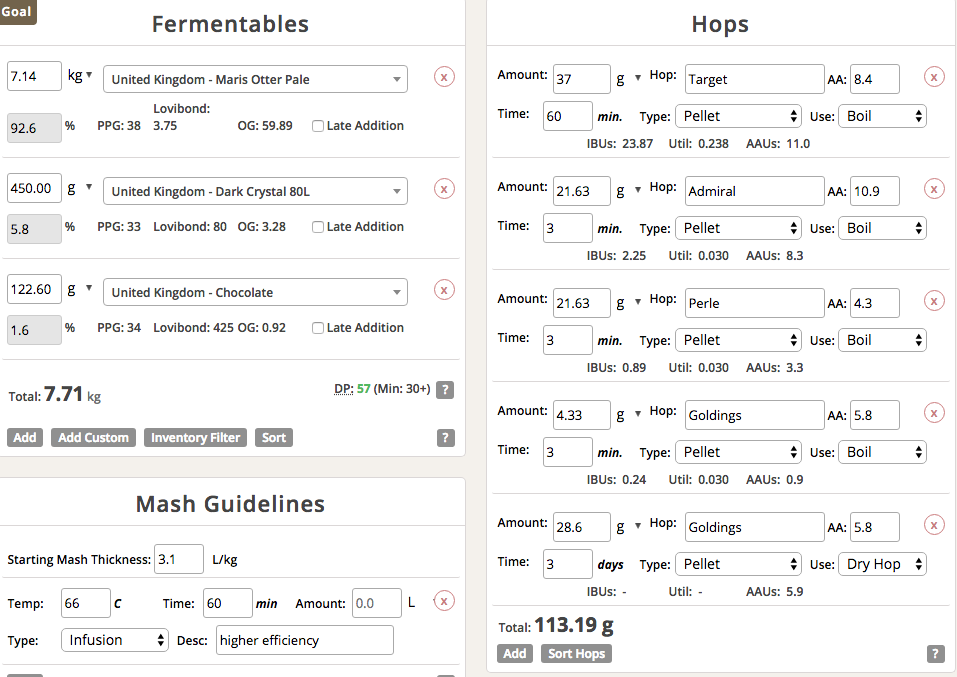 Goal
Fermentables
7.14 kg ▾ United Kingdom - Maris Otter Pale x
Lovibond:
92.6 % PPG: 38 3.75 OG: 59.89 Late Addition
450.00 g ▾ United Kingdom - Dark Crystal 80L x
5.8 % PPG: 33 Lovibond: 80 OG: 3.28 Late Addition
122.60 g ▾ United Kingdom - Chocolate x
1.6 % PPG: 34 Lovibond: 425 OG: 0.92 Late Addition
Total: 7.71 kg DP: 57 (Min: 30+) ?
Add Add Custom Inventory Filter Sort ?
Mash Guidelines
Starting Mash Thickness: 3.1 L/kg
Temp: 66 C Time: 60 min Amount: 0.0 L x
Type: Infusion Desc: higher efficiency
Hops
Amount: 37 g ▾ Hop: Target AA: 8.4 x
Time: 60 min. Type: Pellet Use: Boil
IBUs: 23.87 Util: 0.238 AAUs: 11.0
Amount: 21.63 g ▾ Hop: Admiral AA: 10.9 x
Time: 3 min. Type: Pellet Use: Boil
IBUs: 2.25 Util: 0.030 AAUs: 8.3
Amount: 21.63 g ▾ Hop: Perle AA: 4.3 x
Time: 3 min. Type: Pellet Use: Boil
IBUs: 0.89 Util: 0.030 AAUs: 3.3
Amount: 4.33 g ▾ Hop: Goldings AA: 5.8 x
Time: 3 min. Type: Pellet Use: Boil
IBUs: 0.24 Util: 0.030 AAUs: 0.9
Amount: 28.6 g ▾ Hop: Goldings AA: 5.8 x
Time: 3 days Type: Pellet Use: Dry Hop
IBUs: - Util: - AAUs: 5.9
Total: 113.19 g
Add Sort Hops ?